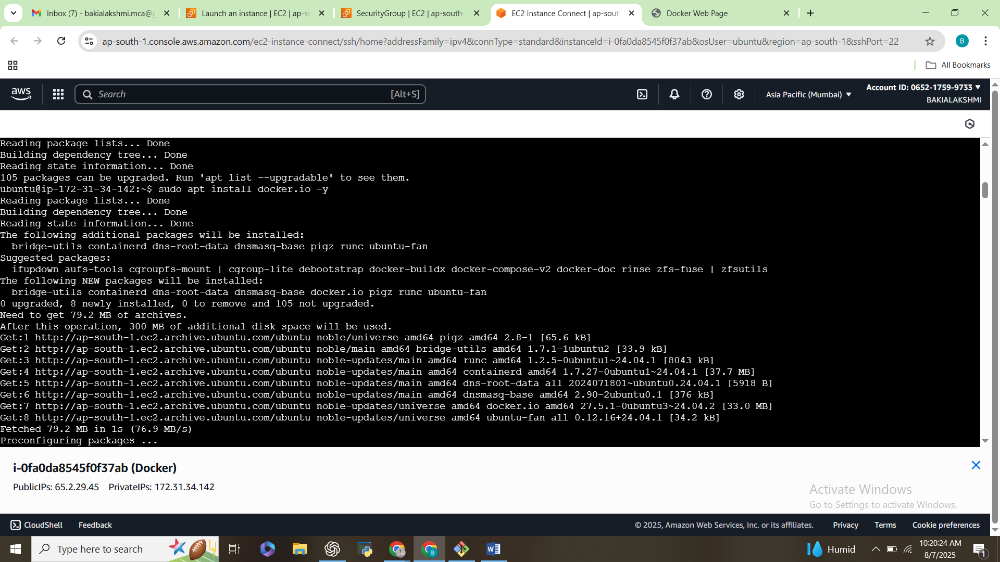 Inbox (7) - bakialakshmi.mca@g
Launch an instance | EC2 | ap-so
SecurityGroup | EC2 | ap-south-
EC2 Instance Connect | ap-sout
Docker Web Page
ap-south-1.console.aws.amazon.com/ec2-instance-connect/ssh/home?addressFamily=ipv4&connType=standard&instanceId=i-0fa0da8545f0f37ab&osUser=ubuntu&region=ap-south-1&sshPort=22
B
All Bookmarks
aws
Search
[Alt+S]
Asia Pacific (Mumbai)
Account ID: 0652-1759-9733
BAKIALAKSHMI
Reading package lists... Done
Building dependency tree... Done
Reading state information... Done
105 packages can be upgraded. Run 'apt list --upgradable' to see them.
ubuntu@ip-172-31-34-142:~$ sudo apt install docker.io -y
Reading package lists... Done
Building dependency tree... Done
Reading state information... Done
The following additional packages will be installed:
  bridge-utils containerd dns-root-data dnsmasq-base pigz runc ubuntu-fan
Suggested packages:
  ifupdown aufs-tools cgroupfs-mount | cgroup-lite debootstrap docker-buildx docker-compose-v2 docker-doc rinse zfs-fuse | zfsutils
The following NEW packages will be installed:
  bridge-utils containerd dns-root-data dnsmasq-base docker.io pigz runc ubuntu-fan
0 upgraded, 8 newly installed, 0 to remove and 105 not upgraded.
Need to get 79.2 MB of archives.
After this operation, 300 MB of additional disk space will be used.
Get:1 http://ap-south-1.ec2.archive.ubuntu.com/ubuntu noble/universe amd64 pigz amd64 2.8-1 [65.6 kB]
Get:2 http://ap-south-1.ec2.archive.ubuntu.com/ubuntu noble/main amd64 bridge-utils amd64 1.7.1-1ubuntu2 [33.9 kB]
Get:3 http://ap-south-1.ec2.archive.ubuntu.com/ubuntu noble-updates/main amd64 runc amd64 1.2.5-0ubuntu1~24.04.1 [8043 kB]
Get:4 http://ap-south-1.ec2.archive.ubuntu.com/ubuntu noble-updates/main amd64 containerd amd64 1.7.27-0ubuntu1~24.04.1 [37.7 MB]
Get:5 http://ap-south-1.ec2.archive.ubuntu.com/ubuntu noble-updates/main amd64 dns-root-data all 2024071801~ubuntu0.24.04.1 [5918 B]
Get:6 http://ap-south-1.ec2.archive.ubuntu.com/ubuntu noble-updates/main amd64 dnsmasq-base amd64 2.90-2ubuntu0.1 [376 kB]
Get:7 http://ap-south-1.ec2.archive.ubuntu.com/ubuntu noble-updates/universe amd64 docker.io amd64 27.5.1-0ubuntu3~24.04.2 [33.0 MB]
Get:8 http://ap-south-1.ec2.archive.ubuntu.com/ubuntu noble-updates/universe amd64 ubuntu-fan all 0.12.16+24.04.1 [34.2 kB]
Fetched 79.2 MB in 1s (76.9 MB/s)
Preconfiguring packages ...
i-0fa0da8545f0f37ab (Docker)
PublicIPs: 65.2.29.45 PrivateIPs: 172.31.34.142
Activate Windows
Go to Settings to activate Windows.
CloudShell
Feedback
© 2025, Amazon Web Services, Inc. or its affiliates.
Privacy
Terms
Cookie preferences
Type here to search
Humid
10:20:24 AM
8/7/2025
1